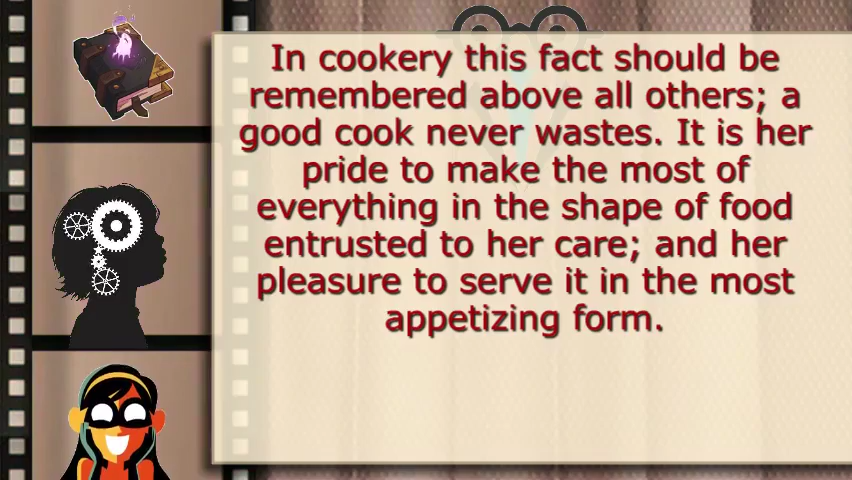 In cookery this fact should be
remembered above all others; a
good cook never wastes. It is her
pride to make the most of
everything in the shape of food
entrusted to her care; and her
pleasure to serve it in the most
appetizing form.